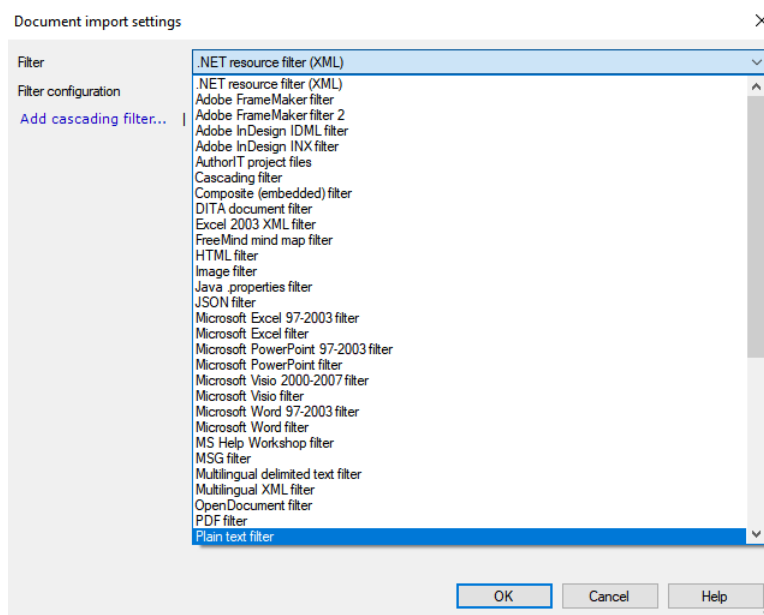 Document import settings
Filter
.NET resource filter (XML)
Filter configuration
Add cascading filter... |
.NET resource filter (XML)
Adobe FrameMaker filter
Adobe FrameMaker filter 2
Adobe InDesign IDML filter
Adobe InDesign INX filter
AuthorIT project files
Cascading filter
Composite (embedded) filter
DITA document filter
Excel 2003 XML filter
FreeMind mind map filter
HTML filter
Image filter
Java .properties filter
JSON filter
Microsoft Excel 97-2003 filter
Microsoft Excel filter
Microsoft PowerPoint 97-2003 filter
Microsoft PowerPoint filter
Microsoft Visio 2000-2007 filter
Microsoft Visio filter
Microsoft Word 97-2003 filter
Microsoft Word filter
MS Help Workshop filter
MSG filter
Multilingual delimited text filter
Multilingual XML filter
OpenDocument filter
PDF filter
Plain text filter
OK Cancel Help